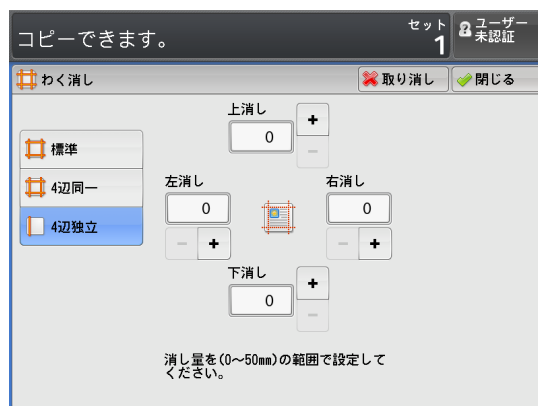 コピーできます。
セット
1
ユーザー
未認証
わく消し
取り消し
閉じる
標準
4辺同一
4辺独立
上消し
0
+
-
左消し
0
- +
右消し
0
- +
下消し
0
+
-
消し量を(0～50mm)の範囲で設定して
ください。